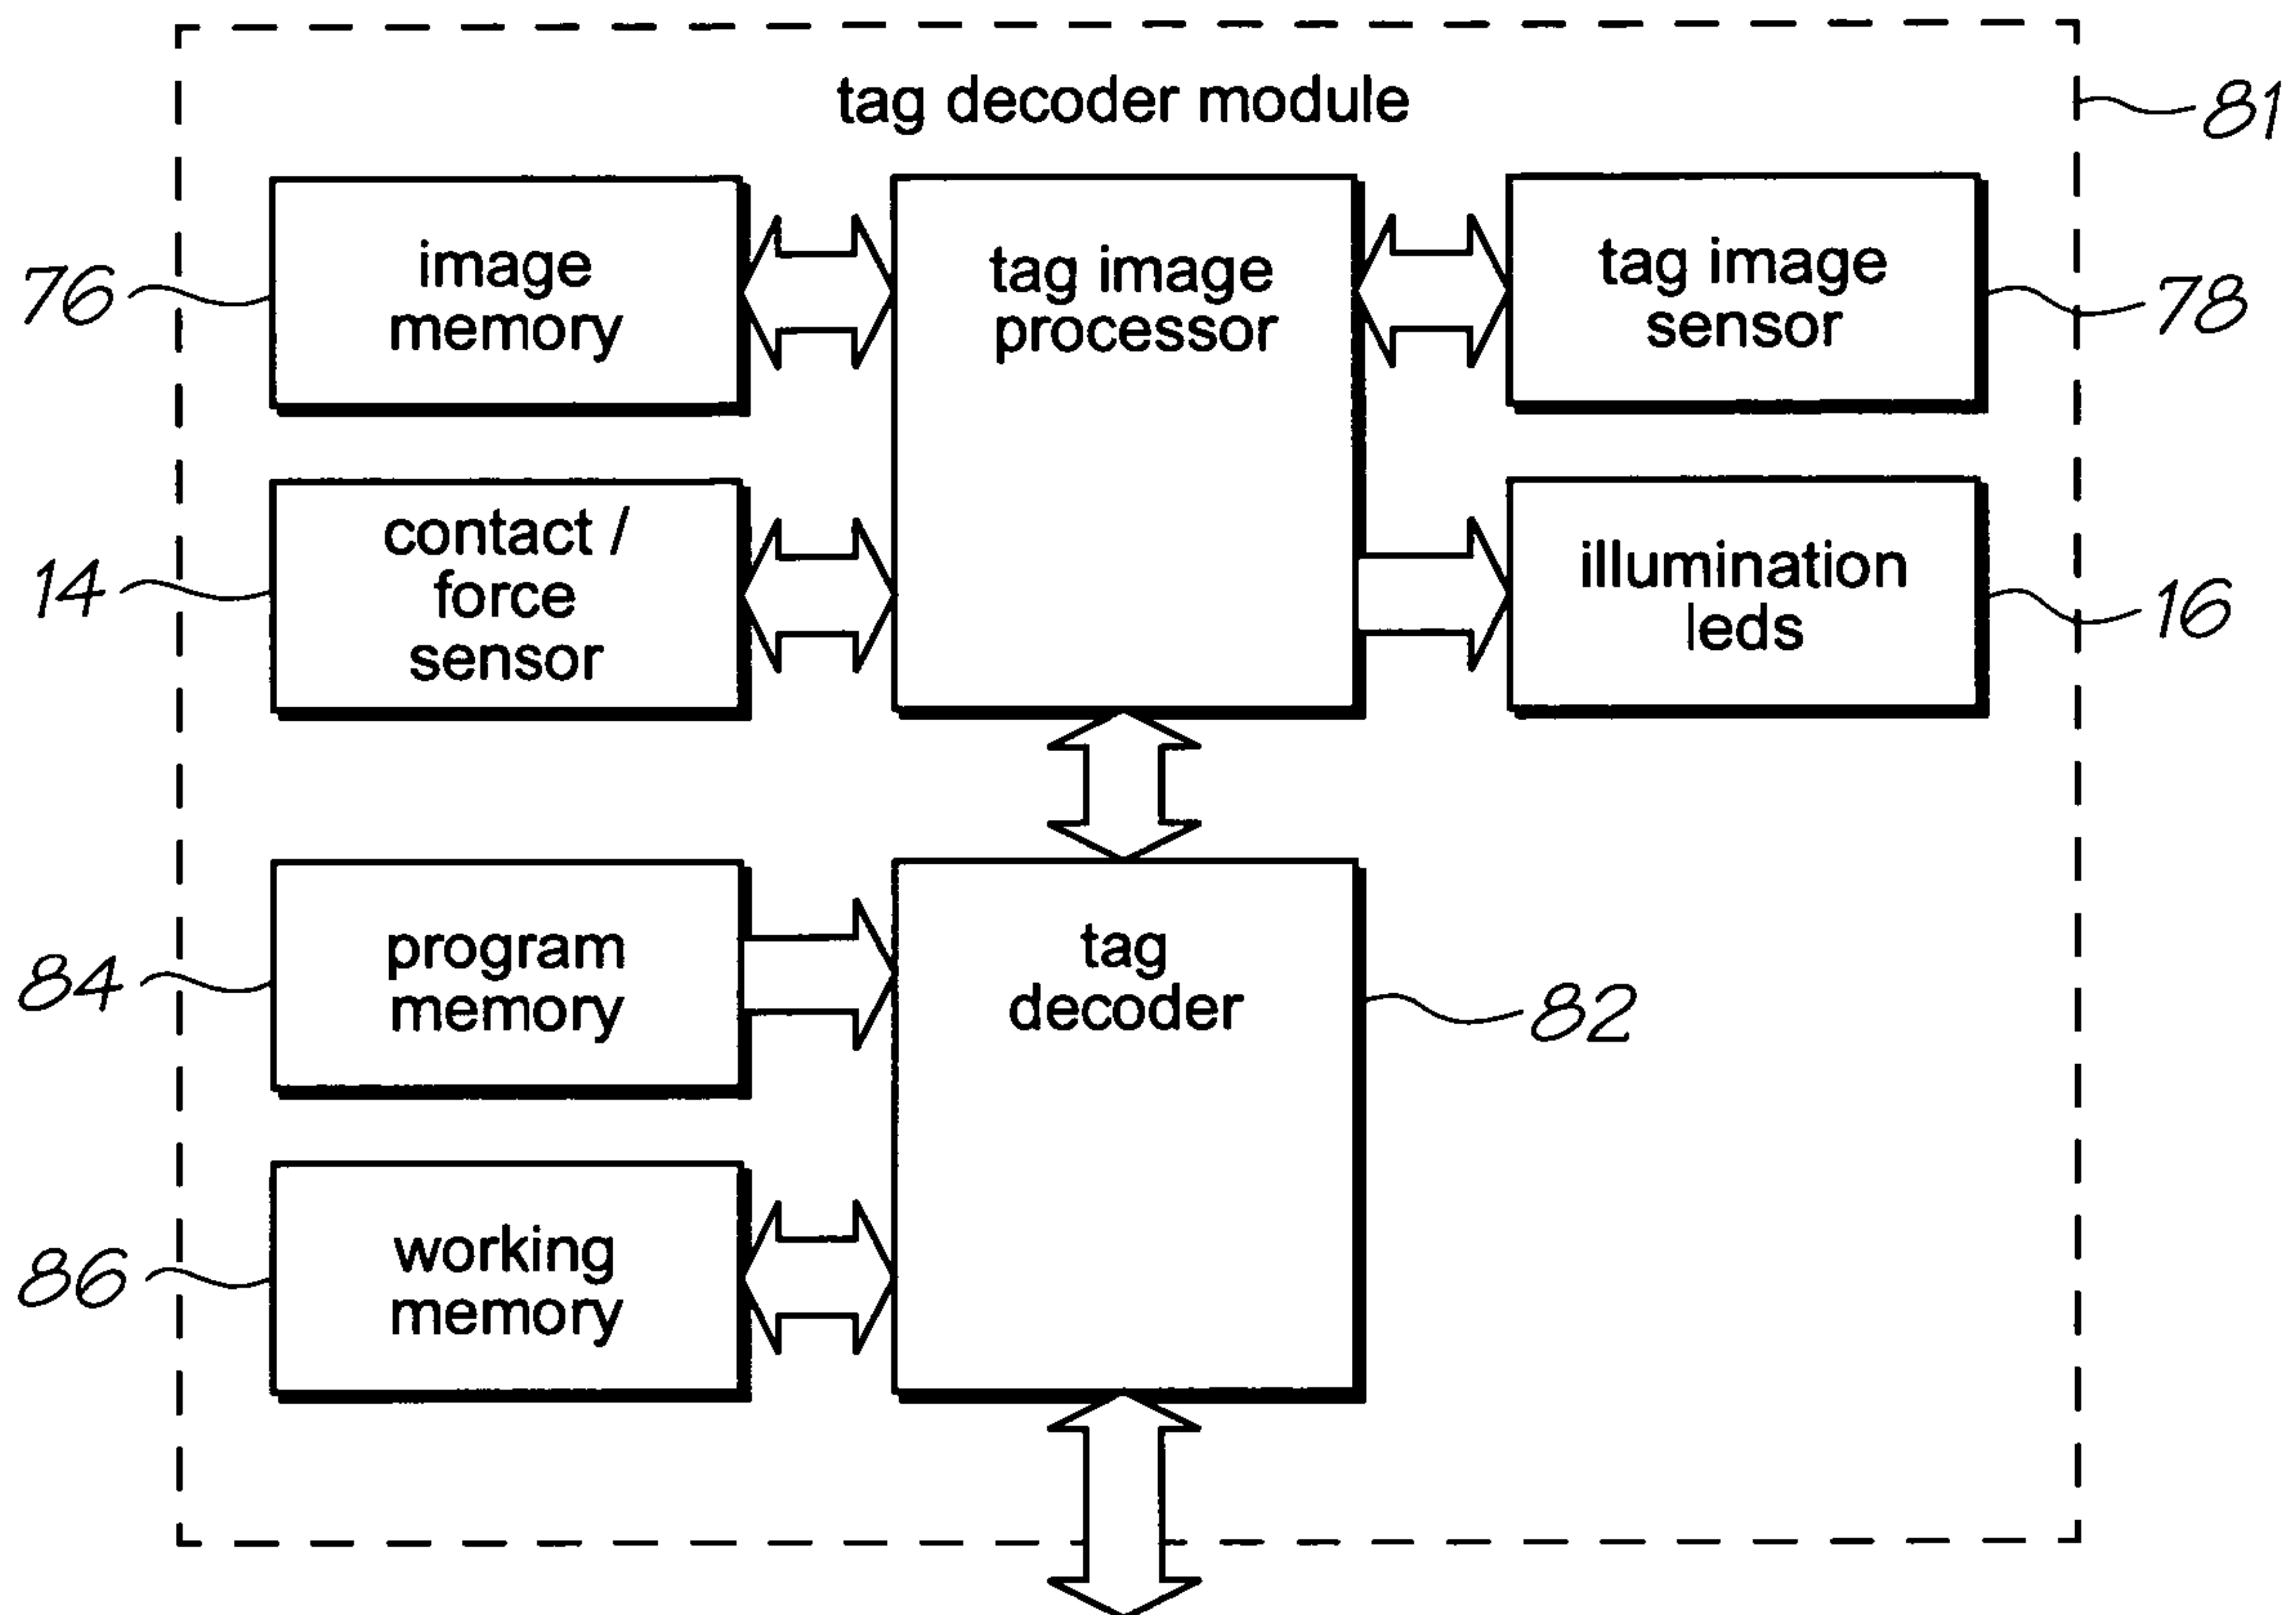 tag decoder module
81
76
image
memory
tag image
processor
tag image
sensor
78
14
contact /
force
sensor
illumination
leds
16
84
program
memory
tag
decoder
82
86
working
memory